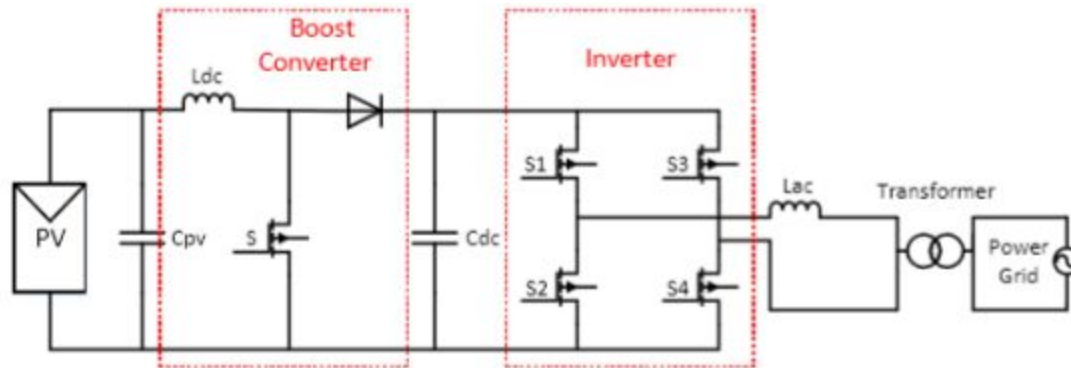 Boost
Converter
Inverter
Ldc
S1
S3
Lac
Transformer
PV
Cpv
S
Cdc
Power
Grid
S2
S4